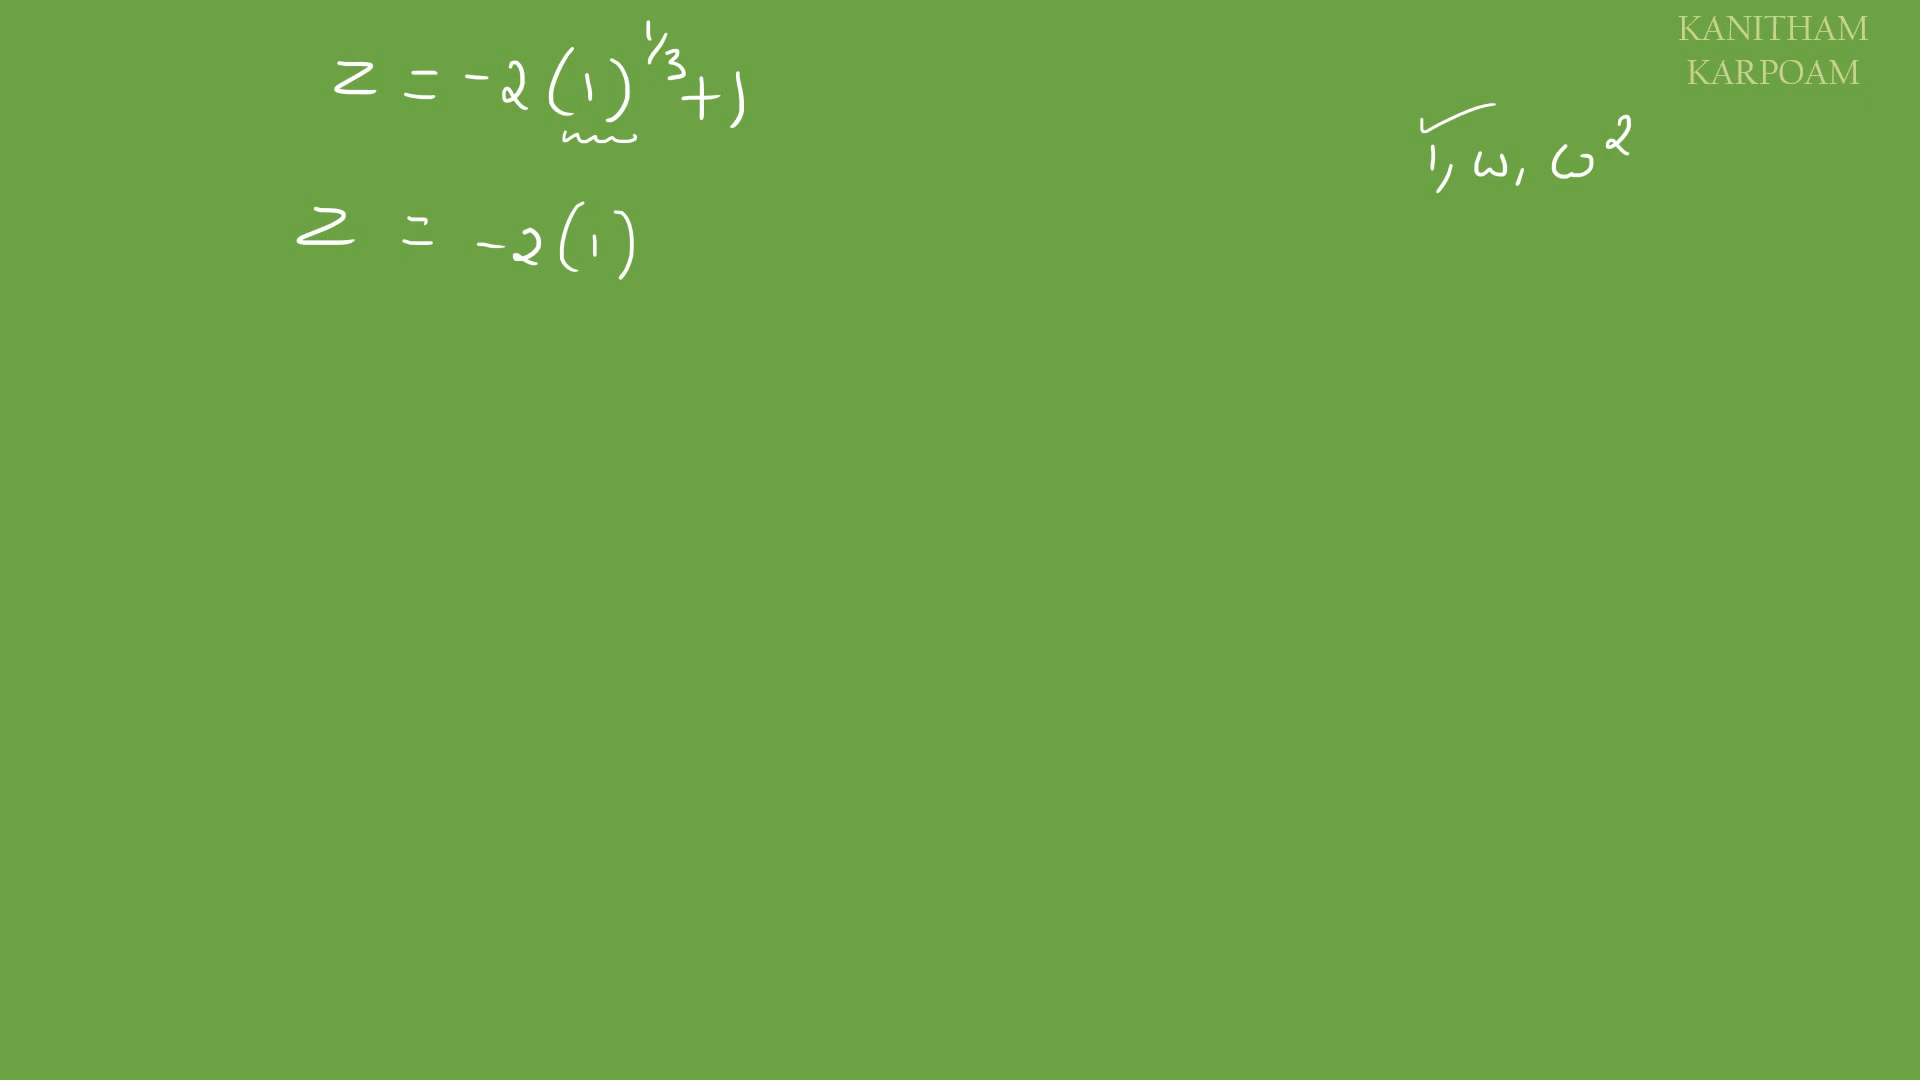 KANITHAM
KARPOAM
z = -2(1)^1/3 + 1
1, ω, ω²
z = -2(1)